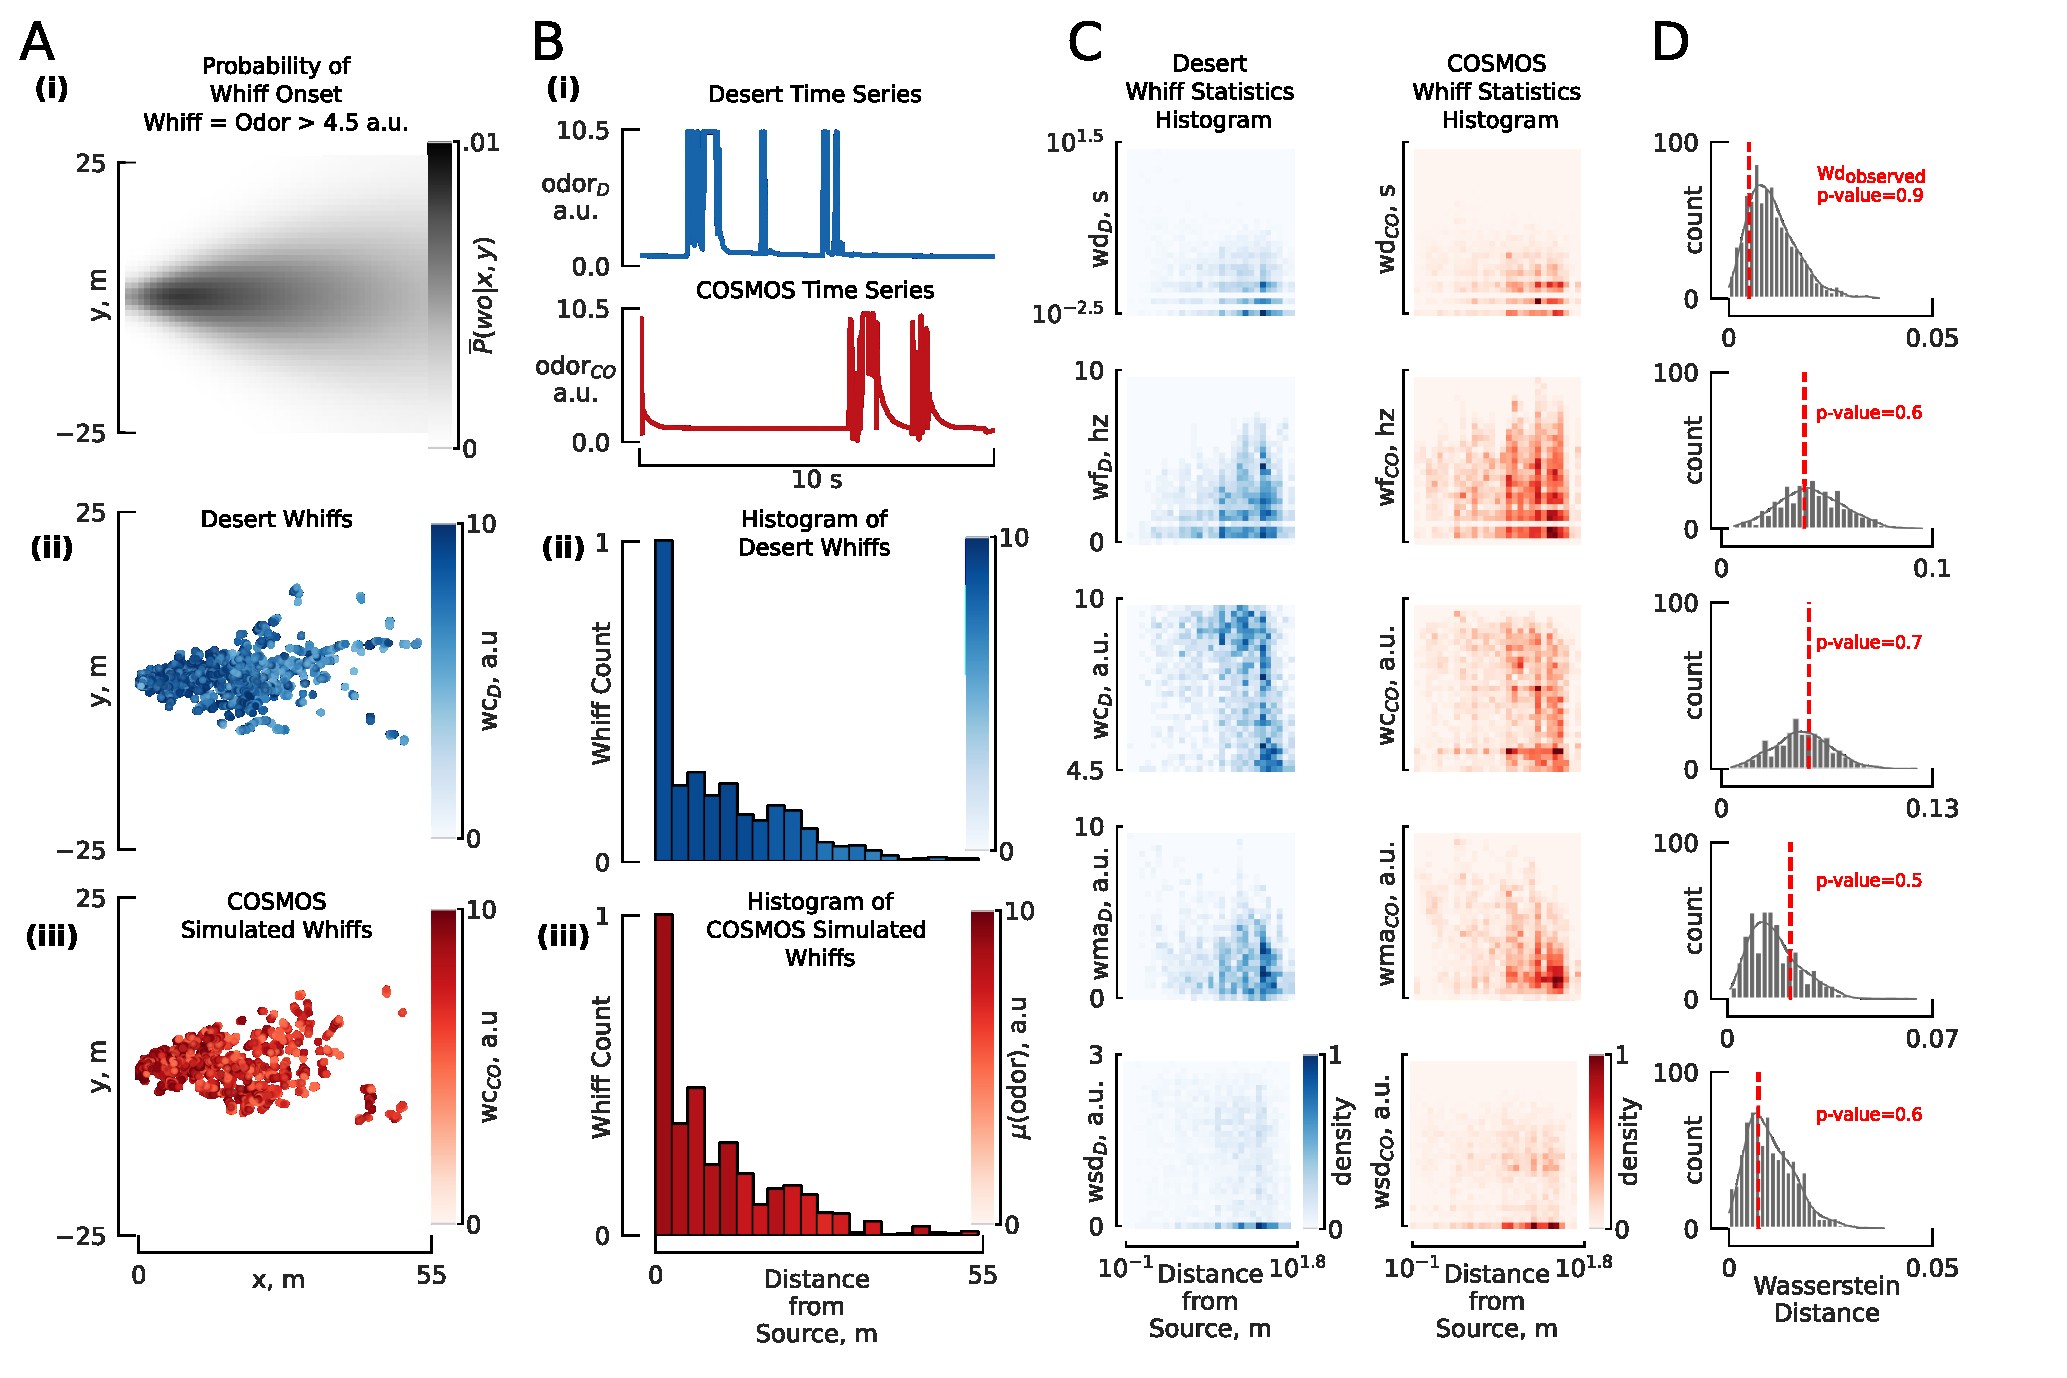 A
(i)
Probability of
Whiff Onset
Whiff = Odor > 4.5 a.u.
25
y, m
−25
.01
P̅(wo|x, y)
0
(ii)
Desert Whiffs
25
y, m
−25
10
wc_D, a.u
0
(iii)
COSMOS
Simulated Whiffs
25
y, m
−25
10
wc_CO, a.u
0
0
x, m
55
B
(i)
Desert Time Series
10.5
odor_D
a.u.
0.0
COSMOS Time Series
10.5
odor_CO
a.u.
0.0
10 s
(ii)
Histogram of
Desert Whiffs
1
Whiff Count
0
10
0
(iii)
Histogram of
COSMOS Simulated
Whiffs
1
Whiff Count
0
10
μ(odor), a.u
0
0
55
Distance
from
Source, m
C
Desert
Whiff Statistics
Histogram
COSMOS
Whiff Statistics
Histogram
10^1.5
wd_D, s
10^−2.5
wd_CO, s
10
wf_D, hz
0
wf_CO, hz
10
wc_D, a.u.
4.5
wc_CO, a.u.
10
wma_D, a.u.
0
wma_CO, a.u.
3
wsd_D, a.u.
0
1
density
0
wsd_CO, a.u.
1
density
0
10^−1
10^1.8
Distance
from
Source, m
10^−1
10^1.8
Distance
from
Source, m
D
100
count
0
Wd_observed
p-value=0.9
0
0.05
100
count
0
p-value=0.6
0
0.1
100
count
0
p-value=0.7
0
0.13
100
count
0
p-value=0.5
0
0.07
100
count
0
p-value=0.6
0
0.05
Wasserstein
Distance